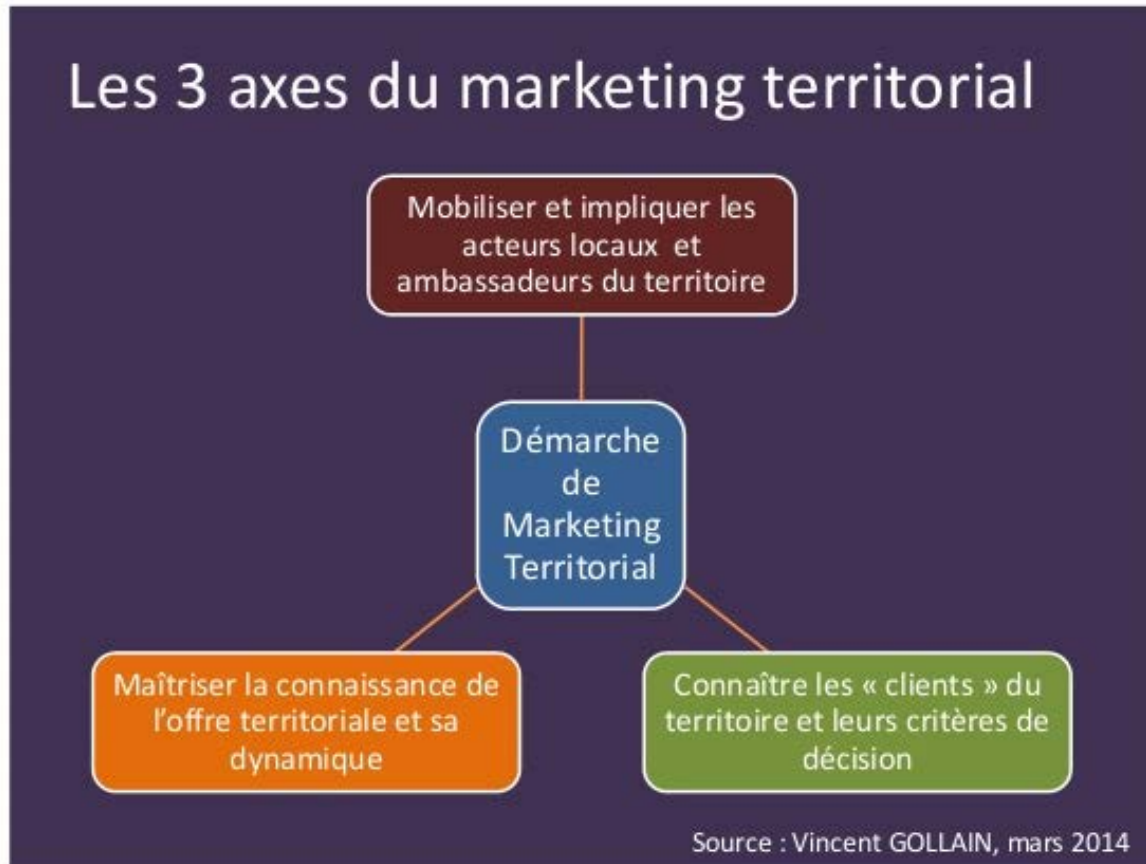 Les 3 axes du marketing territorial
Mobiliser et impliquer les
acteurs locaux et
ambassadeurs du territoire
Démarche
de
Marketing
Territorial
Maîtriser la connaissance de
l'offre territoriale et sa
dynamique
Connaître les « clients » du
territoire et leurs critères de
décision
Source : Vincent GOLLAIN, mars 2014